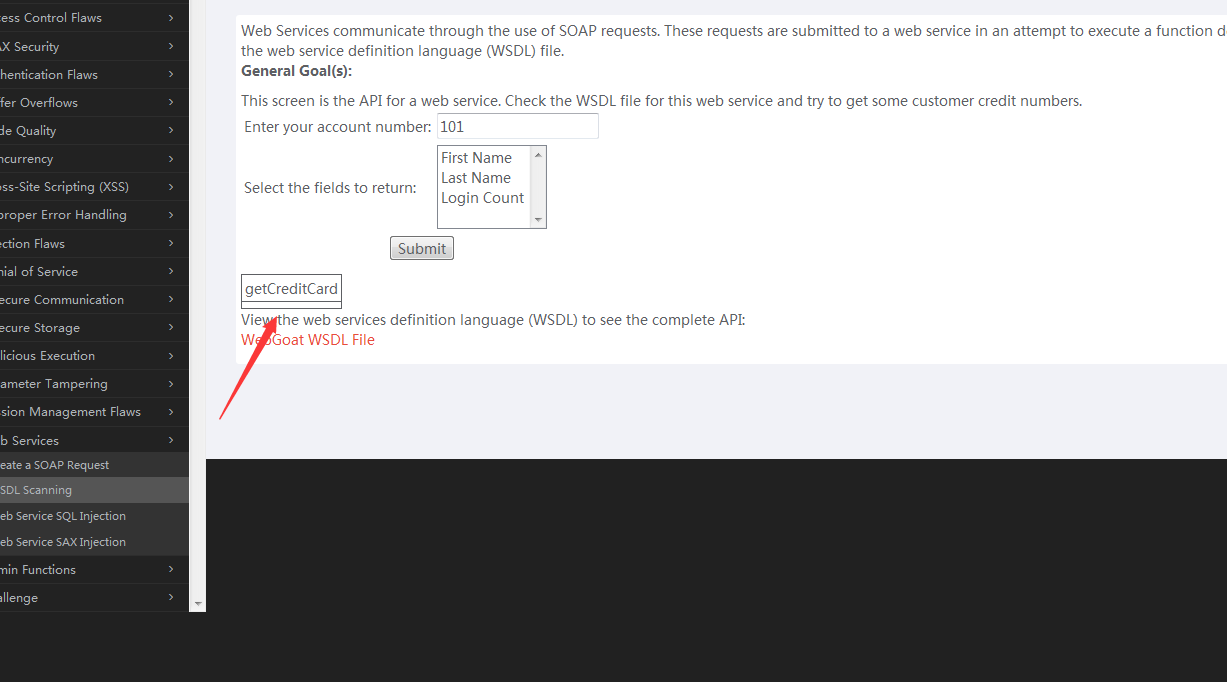 cess Control Flaws
AX Security
hentication Flaws
ffer Overflows
de Quality
ncurrency
oss-Site Scripting (XSS)
proper Error Handling
ection Flaws
nial of Service
ecure Communication
ecure Storage
licious Execution
ameter Tampering
ssion Management Flaws
b Services
eate a SOAP Request
SDL Scanning
eb Service SQL Injection
eb Service SAX Injection
min Functions
allenge
Web Services communicate through the use of SOAP requests. These requests are submitted to a web service in an attempt to execute a function de
the web service definition language (WSDL) file.
General Goal(s):
This screen is the API for a web service. Check the WSDL file for this web service and try to get some customer credit numbers.
Enter your account number: 101
Select the fields to return:
First Name
Last Name
Login Count
Submit
getCreditCard
View the web services definition language (WSDL) to see the complete API:
WebGoat WSDL File